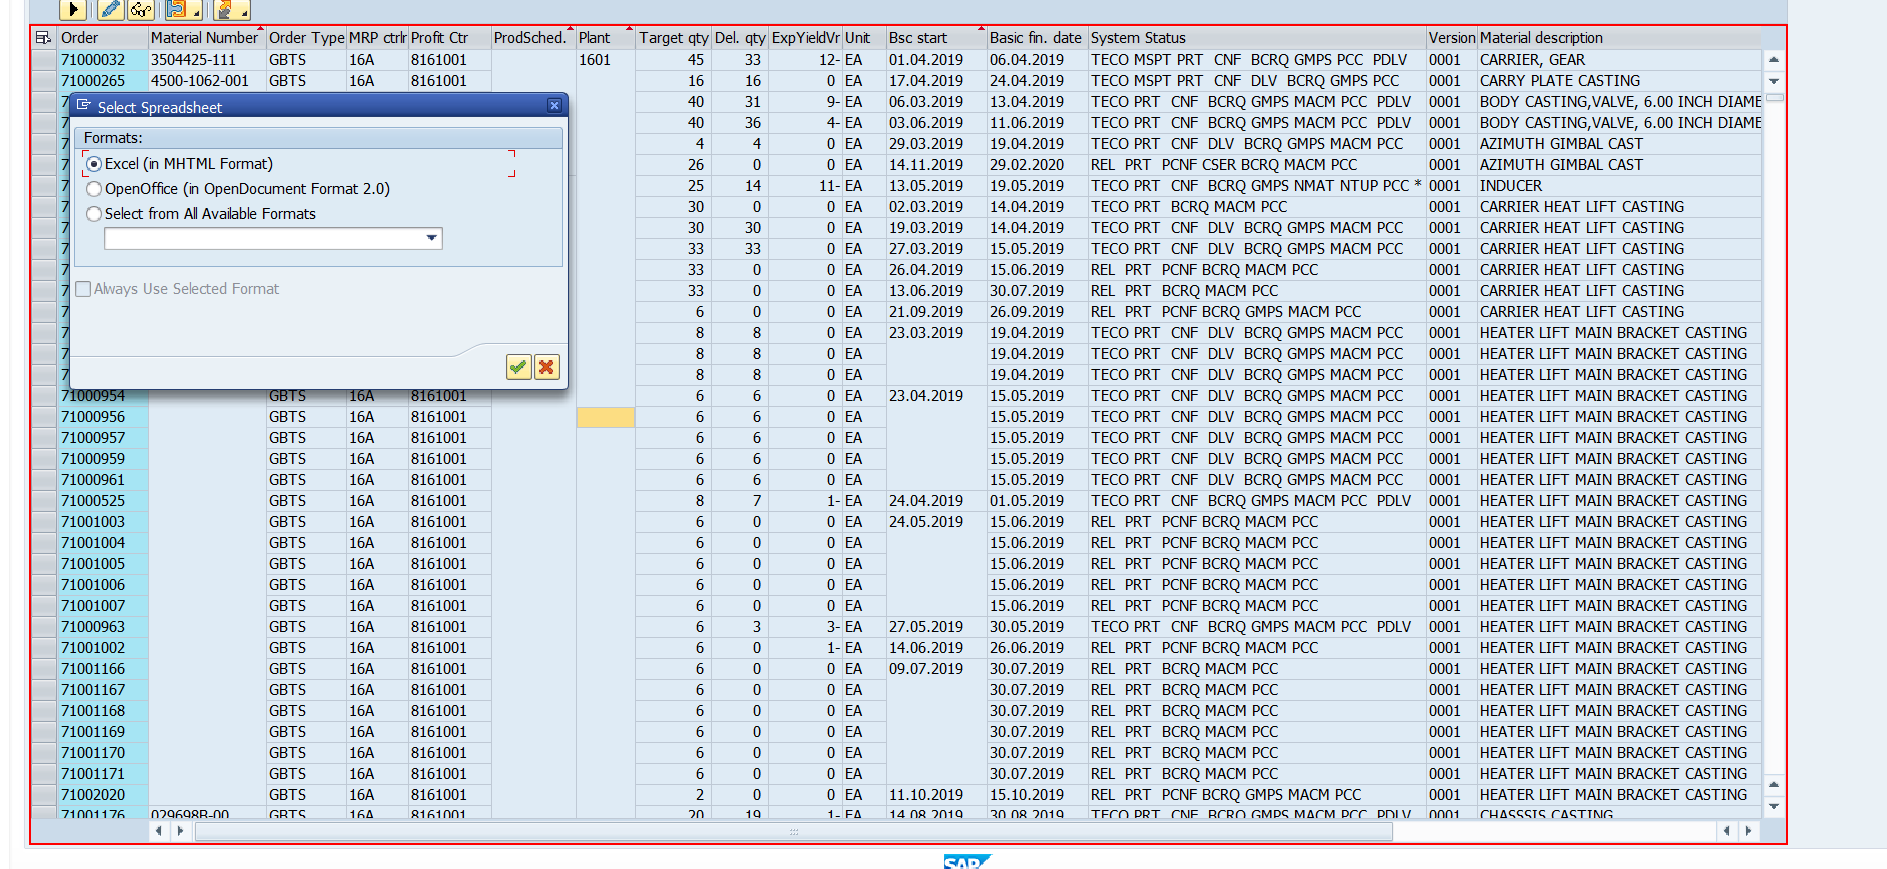 Order Material Number Order Type MRP ctrlr Profit Ctr ProdSched. Plant Target qty Del. qty ExpYieldVr Unit Bsc start Basic fin. date System Status Version Material description
71000032 3504425-111 GBTS 16A 8161001 1601 45 33 12- EA 01.04.2019 06.04.2019 TECO MSPT PRT CNF BCRQ GMPS PCC PDLV 0001 CARRIER, GEAR
71000265 4500-1062-001 GBTS 16A 8161001 16 16 0 EA 17.04.2019 24.04.2019 TECO MSPT PRT CNF DLV BCRQ GMPS PCC 0001 CARRY PLATE CASTING
7 40 31 9- EA 06.03.2019 13.04.2019 TECO PRT CNF BCRQ GMPS MACM PCC PDLV 0001 BODY CASTING,VALVE, 6.00 INCH DIAME
7 40 36 4- EA 03.06.2019 11.06.2019 TECO PRT CNF BCRQ GMPS MACM PCC PDLV 0001 BODY CASTING,VALVE, 6.00 INCH DIAME
7 4 4 0 EA 29.03.2019 19.04.2019 TECO PRT CNF DLV BCRQ GMPS MACM PCC 0001 AZIMUTH GIMBAL CAST
7 26 0 0 EA 14.11.2019 29.02.2020 REL PRT PCNF CSER BCRQ MACM PCC 0001 AZIMUTH GIMBAL CAST
7 25 14 11- EA 13.05.2019 19.05.2019 TECO PRT CNF BCRQ GMPS NMAT NTUP PCC * 0001 INDUCER
7 30 0 0 EA 02.03.2019 14.04.2019 TECO PRT BCRQ MACM PCC 0001 CARRIER HEAT LIFT CASTING
7 30 30 0 EA 19.03.2019 14.04.2019 TECO PRT CNF DLV BCRQ GMPS MACM PCC 0001 CARRIER HEAT LIFT CASTING
7 33 33 0 EA 27.03.2019 15.05.2019 TECO PRT CNF DLV BCRQ GMPS MACM PCC 0001 CARRIER HEAT LIFT CASTING
7 33 0 0 EA 26.04.2019 15.06.2019 REL PRT PCNF BCRQ MACM PCC 0001 CARRIER HEAT LIFT CASTING
7 33 0 0 EA 13.06.2019 30.07.2019 REL PRT BCRQ MACM PCC 0001 CARRIER HEAT LIFT CASTING
7 6 0 0 EA 21.09.2019 26.09.2019 REL PRT PCNF BCRQ GMPS MACM PCC 0001 CARRIER HEAT LIFT CASTING
7 8 8 0 EA 23.03.2019 19.04.2019 TECO PRT CNF DLV BCRQ GMPS MACM PCC 0001 HEATER LIFT MAIN BRACKET CASTING
7 8 8 0 EA 19.04.2019 TECO PRT CNF DLV BCRQ GMPS MACM PCC 0001 HEATER LIFT MAIN BRACKET CASTING
7 8 8 0 EA 19.04.2019 TECO PRT CNF DLV BCRQ GMPS MACM PCC 0001 HEATER LIFT MAIN BRACKET CASTING
71000954 GBTS 16A 8161001 6 6 0 EA 23.04.2019 15.05.2019 TECO PRT CNF DLV BCRQ GMPS MACM PCC 0001 HEATER LIFT MAIN BRACKET CASTING
71000956 GBTS 16A 8161001 6 6 0 EA 15.05.2019 TECO PRT CNF DLV BCRQ GMPS MACM PCC 0001 HEATER LIFT MAIN BRACKET CASTING
71000957 GBTS 16A 8161001 6 6 0 EA 15.05.2019 TECO PRT CNF DLV BCRQ GMPS MACM PCC 0001 HEATER LIFT MAIN BRACKET CASTING
71000959 GBTS 16A 8161001 6 6 0 EA 15.05.2019 TECO PRT CNF DLV BCRQ GMPS MACM PCC 0001 HEATER LIFT MAIN BRACKET CASTING
71000961 GBTS 16A 8161001 6 6 0 EA 15.05.2019 TECO PRT CNF DLV BCRQ GMPS MACM PCC 0001 HEATER LIFT MAIN BRACKET CASTING
71000525 GBTS 16A 8161001 8 7 1- EA 24.04.2019 01.05.2019 TECO PRT CNF BCRQ GMPS MACM PCC PDLV 0001 HEATER LIFT MAIN BRACKET CASTING
71001003 GBTS 16A 8161001 6 0 0 EA 24.05.2019 15.06.2019 REL PRT PCNF BCRQ MACM PCC 0001 HEATER LIFT MAIN BRACKET CASTING
71001004 GBTS 16A 8161001 6 0 0 EA 15.06.2019 REL PRT PCNF BCRQ MACM PCC 0001 HEATER LIFT MAIN BRACKET CASTING
71001005 GBTS 16A 8161001 6 0 0 EA 15.06.2019 REL PRT PCNF BCRQ MACM PCC 0001 HEATER LIFT MAIN BRACKET CASTING
71001006 GBTS 16A 8161001 6 0 0 EA 15.06.2019 REL PRT PCNF BCRQ MACM PCC 0001 HEATER LIFT MAIN BRACKET CASTING
71001007 GBTS 16A 8161001 6 0 0 EA 15.06.2019 REL PRT PCNF BCRQ MACM PCC 0001 HEATER LIFT MAIN BRACKET CASTING
71000963 GBTS 16A 8161001 6 3 3- EA 27.05.2019 30.05.2019 TECO PRT CNF BCRQ GMPS MACM PCC PDLV 0001 HEATER LIFT MAIN BRACKET CASTING
71001002 GBTS 16A 8161001 6 0 1- EA 14.06.2019 26.06.2019 REL PRT PCNF BCRQ MACM PCC 0001 HEATER LIFT MAIN BRACKET CASTING
71001166 GBTS 16A 8161001 6 0 0 EA 09.07.2019 30.07.2019 REL PRT BCRQ MACM PCC 0001 HEATER LIFT MAIN BRACKET CASTING
71001167 GBTS 16A 8161001 6 0 0 EA 30.07.2019 REL PRT BCRQ MACM PCC 0001 HEATER LIFT MAIN BRACKET CASTING
71001168 GBTS 16A 8161001 6 0 0 EA 30.07.2019 REL PRT BCRQ MACM PCC 0001 HEATER LIFT MAIN BRACKET CASTING
71001169 GBTS 16A 8161001 6 0 0 EA 30.07.2019 REL PRT BCRQ MACM PCC 0001 HEATER LIFT MAIN BRACKET CASTING
71001170 GBTS 16A 8161001 6 0 0 EA 30.07.2019 REL PRT BCRQ MACM PCC 0001 HEATER LIFT MAIN BRACKET CASTING
71001171 GBTS 16A 8161001 6 0 0 EA 30.07.2019 REL PRT BCRQ MACM PCC 0001 HEATER LIFT MAIN BRACKET CASTING
71002020 GBTS 16A 8161001 2 0 0 EA 11.10.2019 15.10.2019 REL PRT PCNF BCRQ GMPS MACM PCC 0001 HEATER LIFT MAIN BRACKET CASTING
71001176 029698B-00 GBTS 16A 8161001 20 19 1- EA 14.08.2019 30.08.2019 TECO PRT CNF BCRQ GMPS MACM PCC PDLV 0001 CHASSSIS CASTING
Select Spreadsheet
Formats:
Excel (in MHTML Format)
OpenOffice (in OpenDocument Format 2.0)
Select from All Available Formats
Always Use Selected Format
SAP